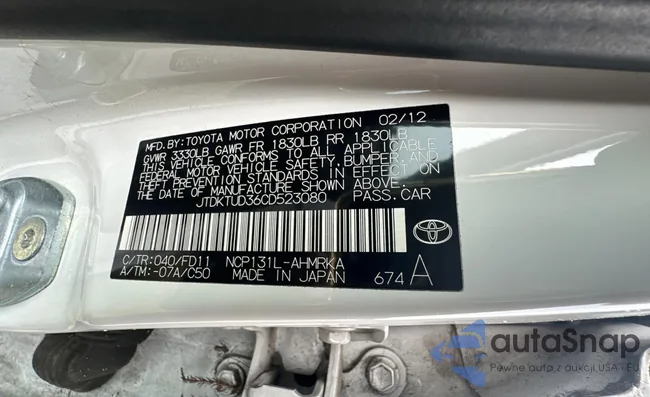 MFD. BY: TOYOTA MOTOR CORPORATION 02/12
GVWR 3330LB GAWR FR 1830LB RR 1830LB
THIS VEHICLE CONFORMS TO ALL APPLICABLE
FEDERAL MOTOR VEHICLE SAFETY, BUMPER, AND
THEFT PREVENTION STANDARDS IN EFFECT ON
THE DATE OF MANUFACTURE SHOWN ABOVE.
JTDKTUD36CD523080 PASS. CAR
C/TR: 040/FD11 NCP131L-AHMRKA
A/TM: -07A/C50 MADE IN JAPAN 674 A
TOYOTA
autoSnap
Pewne auto z aukcji USA - EU